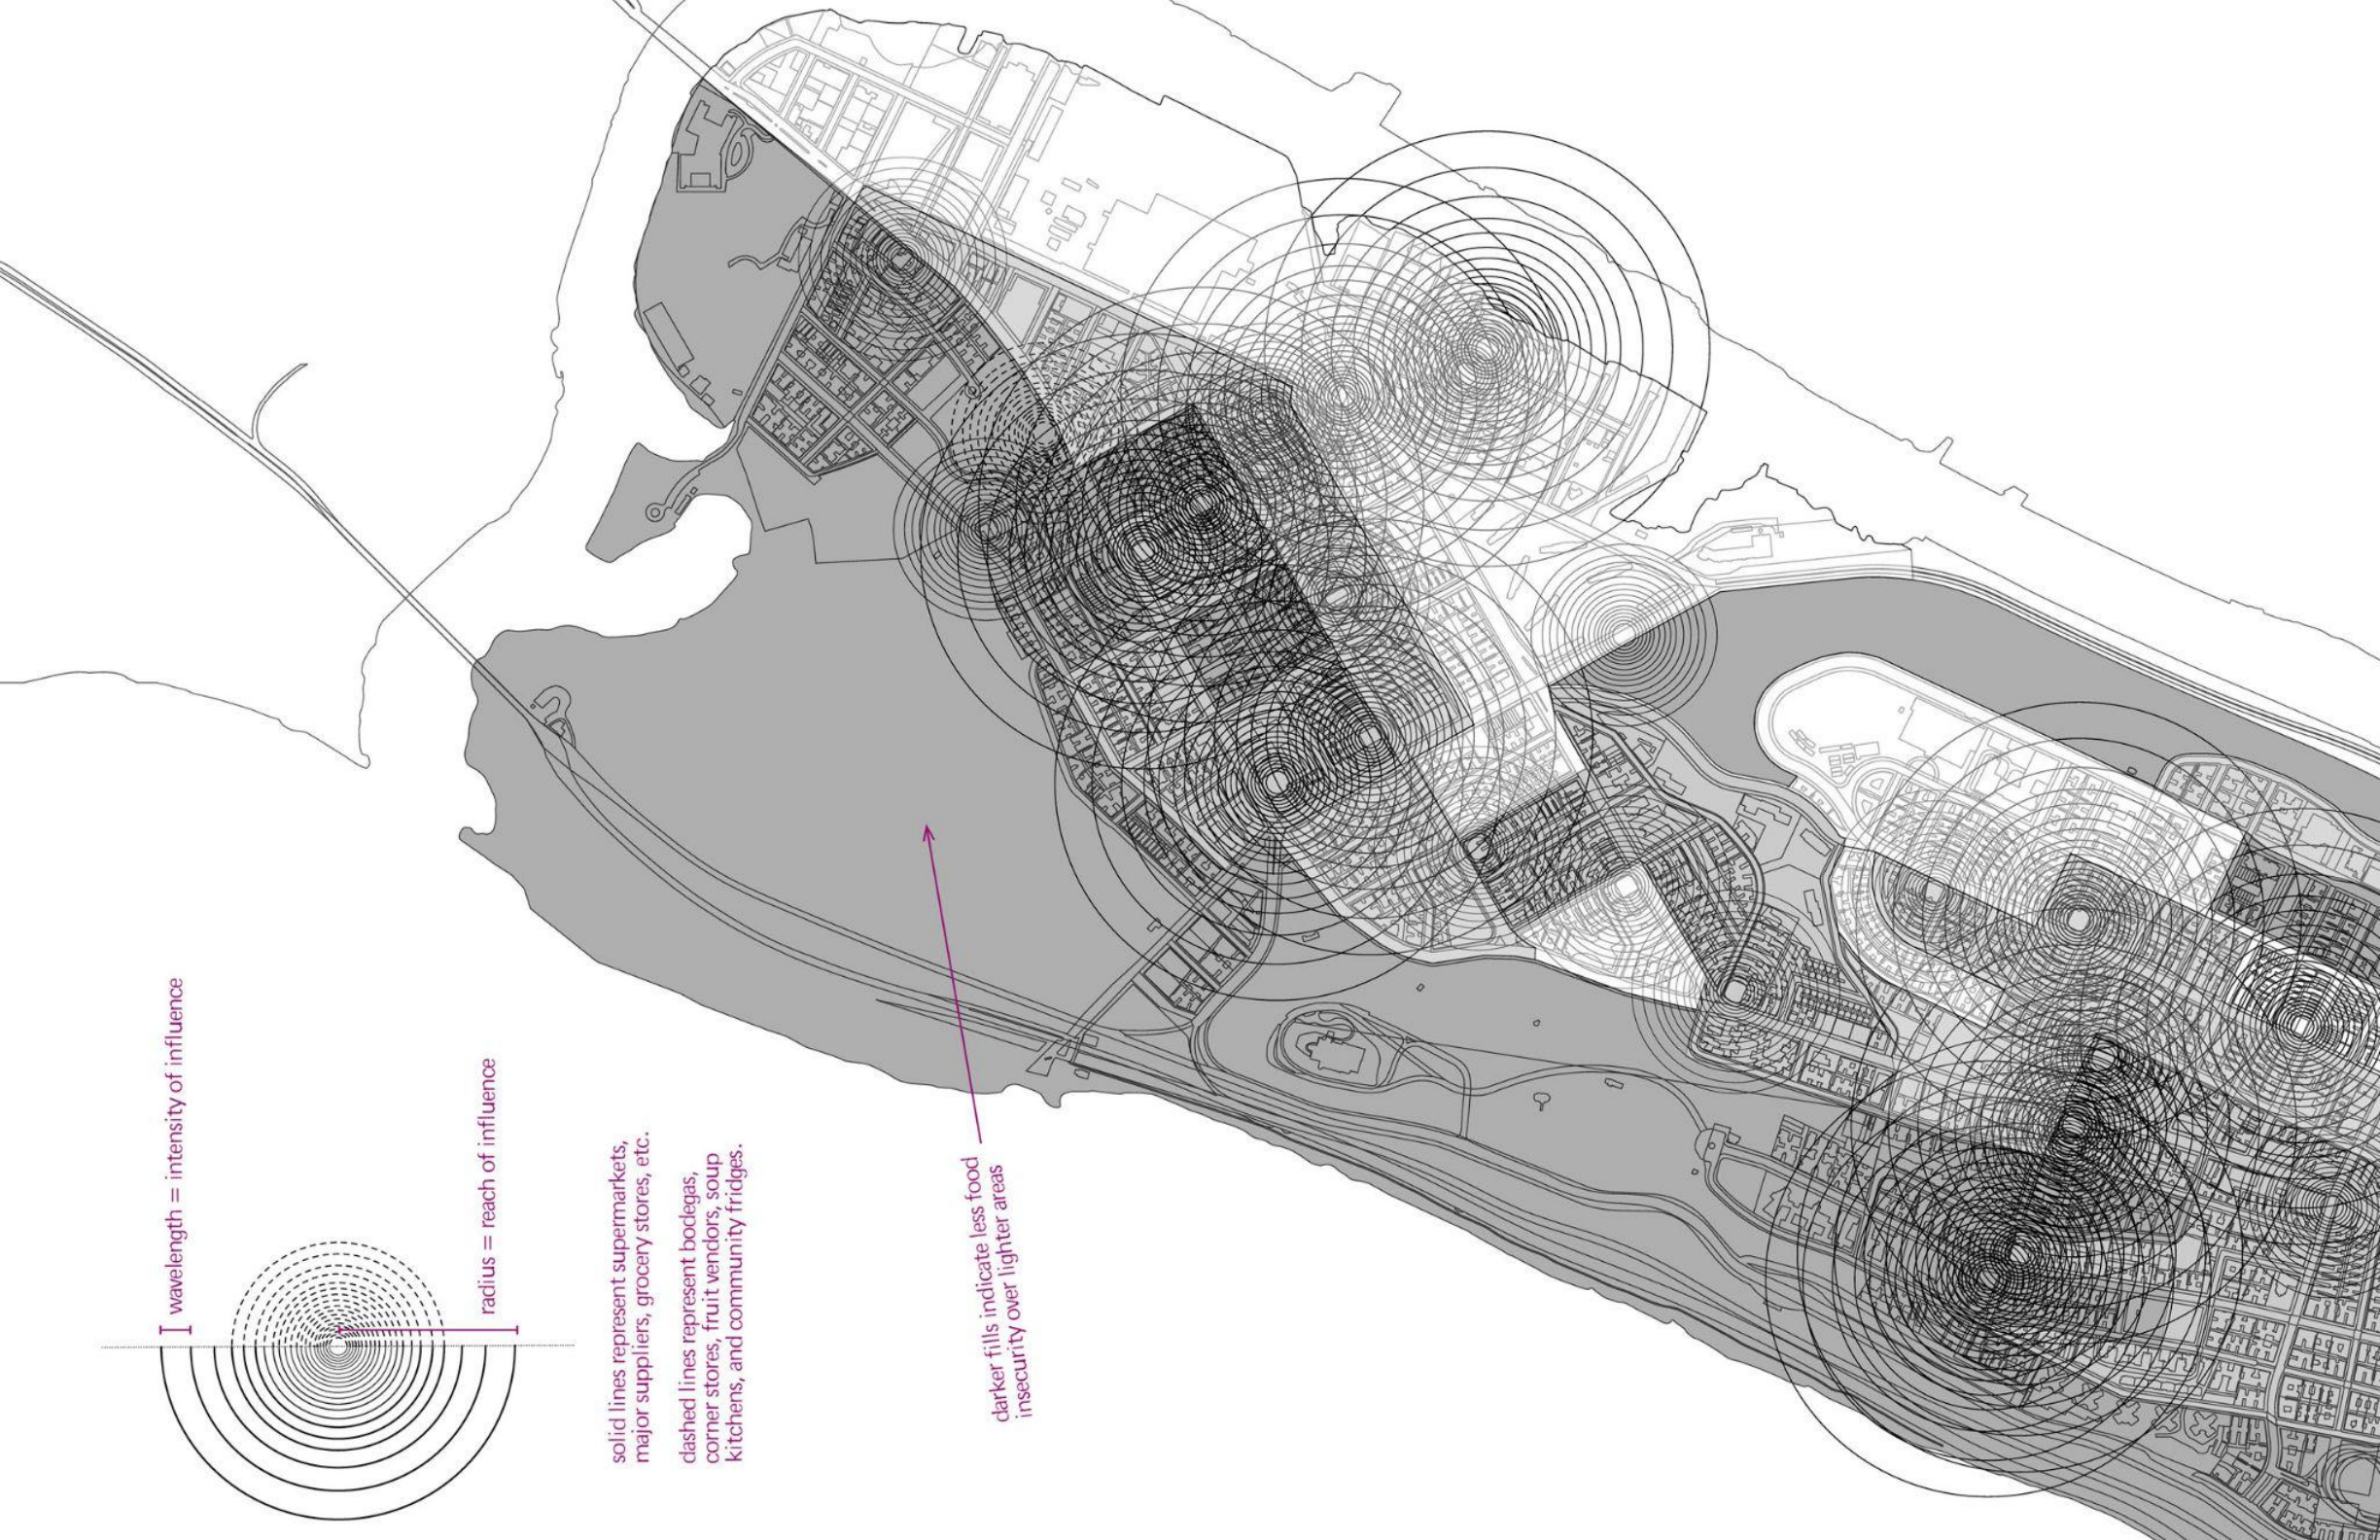 wavelength = intensity of influence
radius = reach of influence
solid lines represent supermarkets,
major suppliers, grocery stores, etc.
dashed lines represent bodegas,
corner stores, fruit vendors, soup
kitchens, and community fridges.
darker fills indicate less food
insecurity over lighter areas